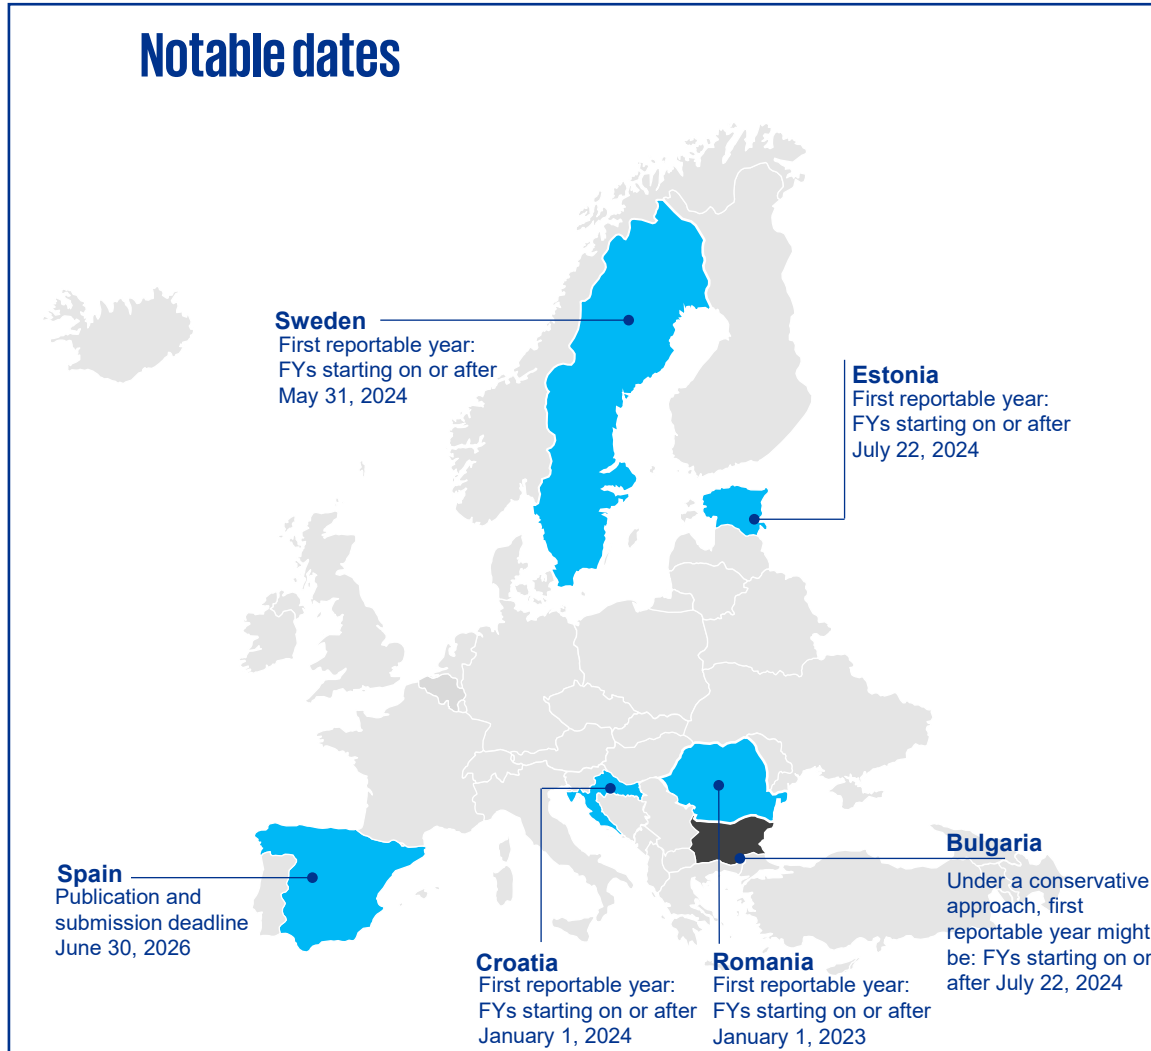 Notable dates
Sweden
First reportable year:
FYs starting on or after
May 31, 2024
Estonia
First reportable year:
FYs starting on or after
July 22, 2024
Spain
Publication and
submission deadline
June 30, 2026
Croatia
First reportable year:
FYs starting on or after
January 1, 2024
Romania
First reportable year:
FYs starting on or after
January 1, 2023
Bulgaria
Under a conservative
approach, first
reportable year might
be: FYs starting on or
after July 22, 2024